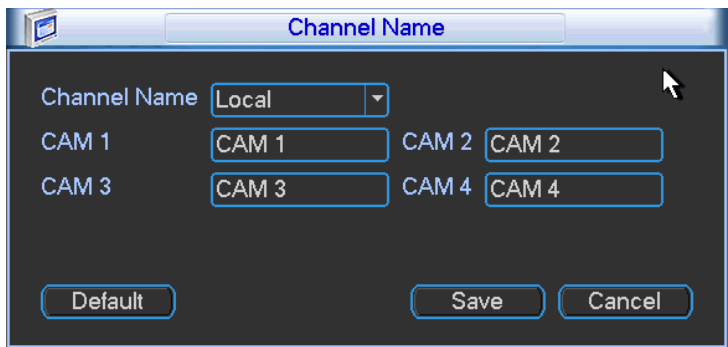 Channel Name
Channel Name Local
CAM 1 CAM 1 CAM 2 CAM 2
CAM 3 CAM 3 CAM 4 CAM 4
Default Save Cancel